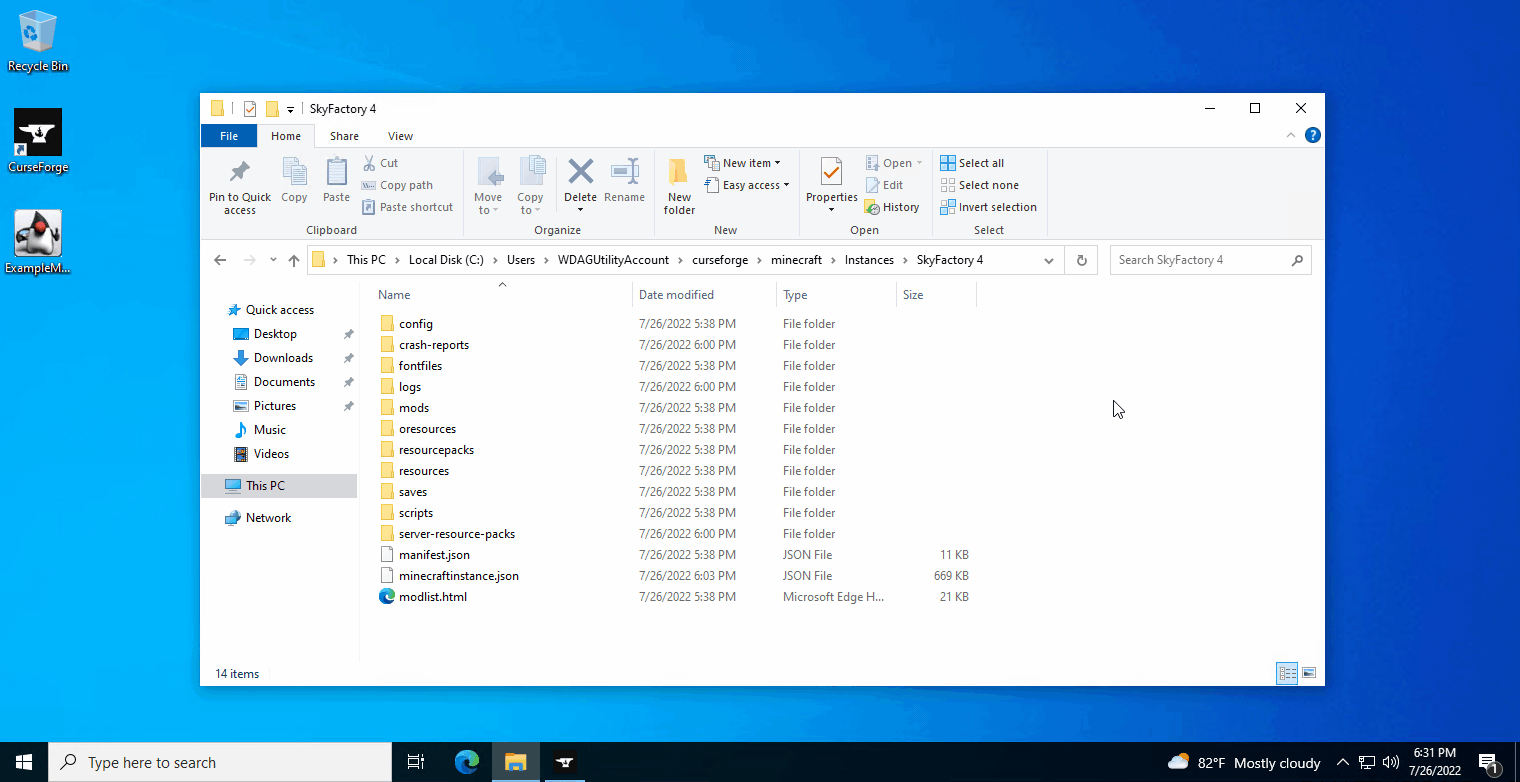 Recycle Bin
CurseForge
ExampleM...
SkyFactory 4
File Home Share View
Pin to Quick access
Copy
Paste
Cut
Copy path
Paste shortcut
Clipboard
Move to
Copy to
Delete
Rename
Organize
New folder
New item
Easy access
New
Properties
Open
Edit
History
Open
Select all
Select none
Invert selection
Select
This PC Local Disk (C:) Users WDAGUtilityAccount curseforge minecraft Instances SkyFactory 4
Search SkyFactory 4
Quick access
Desktop
Downloads
Documents
Pictures
Music
Videos
This PC
Network
Name Date modified Type Size
config 7/26/2022 5:38 PM File folder
crash-reports 7/26/2022 6:00 PM File folder
fontfiles 7/26/2022 5:38 PM File folder
logs 7/26/2022 6:00 PM File folder
mods 7/26/2022 5:38 PM File folder
oresources 7/26/2022 5:38 PM File folder
resourcepacks 7/26/2022 5:38 PM File folder
resources 7/26/2022 5:38 PM File folder
saves 7/26/2022 5:38 PM File folder
scripts 7/26/2022 5:38 PM File folder
server-resource-packs 7/26/2022 6:00 PM File folder
manifest.json 7/26/2022 5:38 PM JSON File 11 KB
minecraftinstance.json 7/26/2022 6:03 PM JSON File 669 KB
modlist.html 7/26/2022 5:38 PM Microsoft Edge H... 21 KB
14 items
Type here to search
82°F Mostly cloudy
6:31 PM
7/26/2022
1